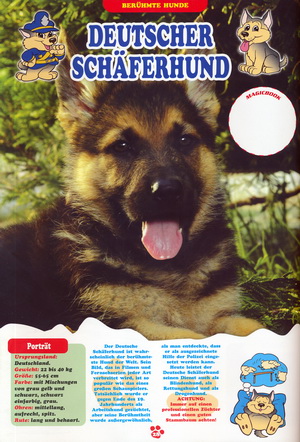 BERÜHMTE HUNDE
DEUTSCHER
SCHÄFERHUND
MAGICBOOK
Porträt
Ursprungsland:
Deutschland.
Gewicht: 22 bis 40 kg
Größe: 55-65 cm
Farbe: mit Mischungen
von grau gelb und
schwarz, schwarz
einfarbig, grau.
Ohren: mittellang,
aufrecht, spitz.
Rute: lang und behaart.
Der Deutsche
Schäferhund ist wahr-
scheinlich der berühmte-
ste Hund der Welt. Sein
Bild, das in Filmen und
Fernsehserien jeder Art
verbreitet wird, ist so
populär wie das eines
großen Schauspielers.
Tatsächlich wurde er
gegen Ende des 19.
Jahrhunderts als
Arbeitshund gezüchtet,
aber seine Berühmtheit
wurde außergewöhnlich,
als man entdeckte, dass
er als ausgezeichnete
Hilfe der Polizei einge-
setzt werden kann.
Heute leistet der
Deutsche Schäferhund
seinen Dienst auch als
Blindenhund, als
Rettungshund und als
Drogenhund.
ACHTUNG:
Immer auf einen
professionellen Züchter
und einen guten
Stammbaum achten!